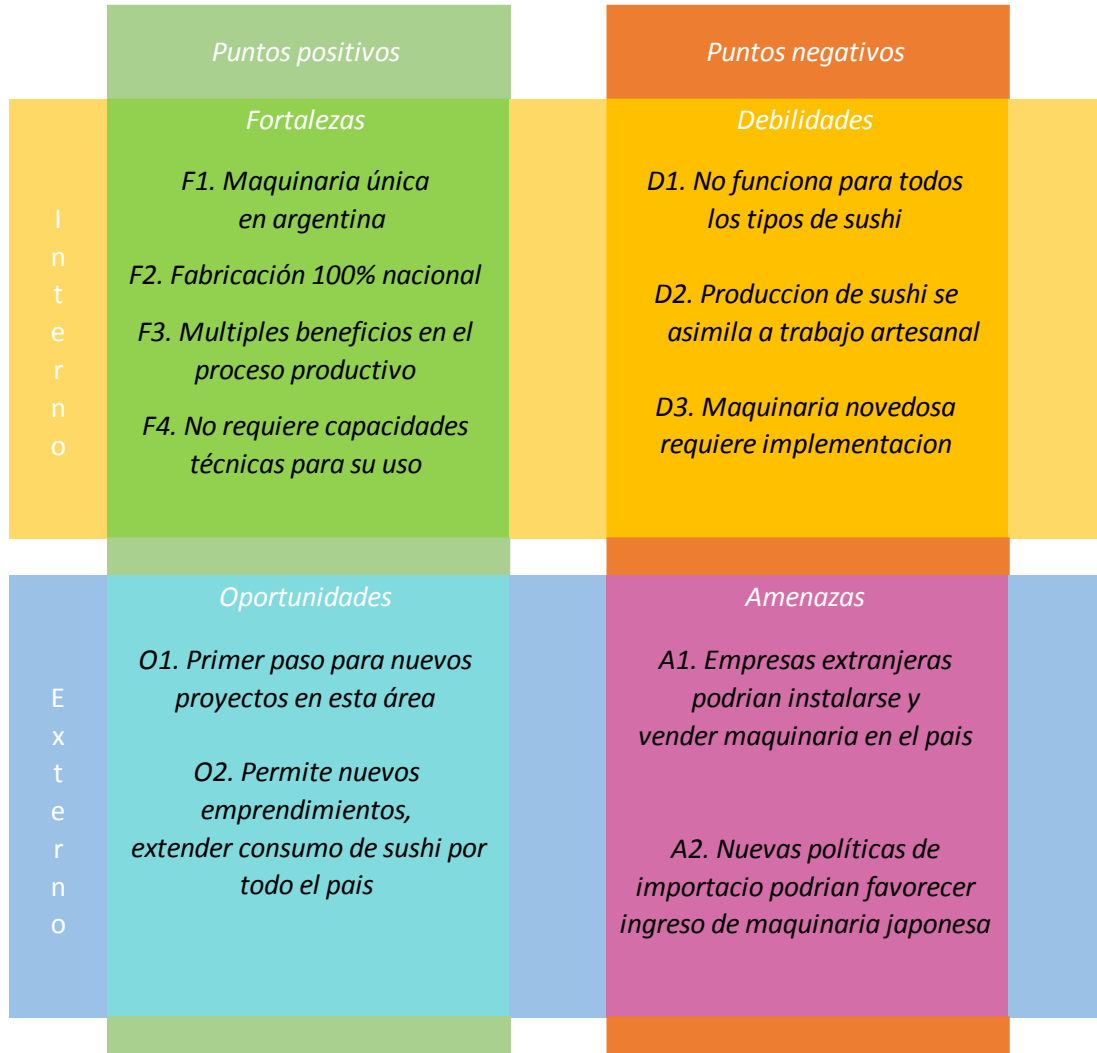 Puntos positivos
Puntos negativos
Interno
Fortalezas
F1. Maquinaria única
en argentina
F2. Fabricación 100% nacional
F3. Multiples beneficios en el
proceso productivo
F4. No requiere capacidades
técnicas para su uso
Debilidades
D1. No funciona para todos
los tipos de sushi
D2. Produccion de sushi se
asimila a trabajo artesanal
D3. Maquinaria novedosa
requiere implementacion
Externo
Oportunidades
O1. Primer paso para nuevos
proyectos en esta área
O2. Permite nuevos
emprendimientos,
extender consumo de sushi por
todo el pais
Amenazas
A1. Empresas extranjeras
podrian instalarse y
vender maquinaria en el pais
A2. Nuevas políticas de
importacio podrian favorecer
ingreso de maquinaria japonesa